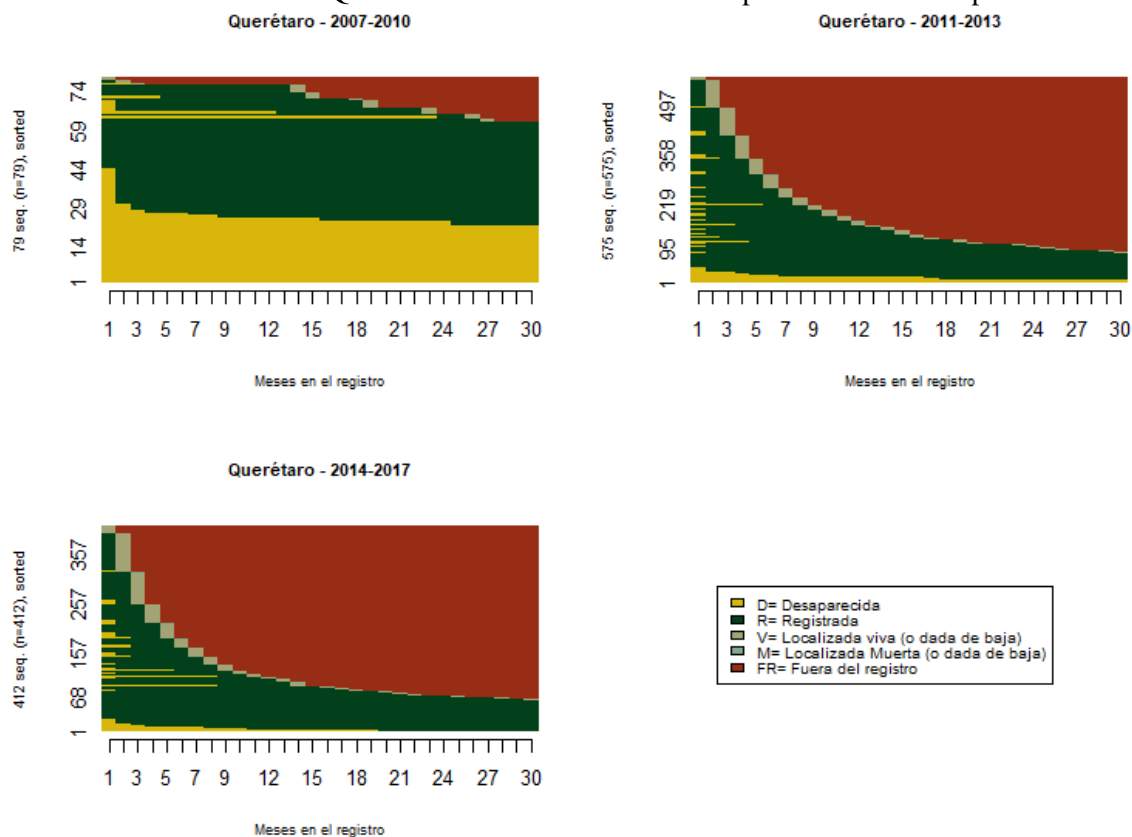 Querétaro - 2007-2010
79 seq. (n=79), sorted
74
59
44
29
14
1
1 3 5 7 9 12 15 18 21 24 27 30
Meses en el registro
Querétaro - 2011-2013
575 seq. (n=575), sorted
497
358
219
95
1
1 3 5 7 9 12 15 18 21 24 27 30
Meses en el registro
Querétaro - 2014-2017
412 seq. (n=412), sorted
357
257
157
68
1
1 3 5 7 9 12 15 18 21 24 27 30
Meses en el registro
D= Desaparecida
R= Registrada
V= Localizada viva (o dada de baja)
M= Localizada Muerta (o dada de baja)
FR= Fuera del registro